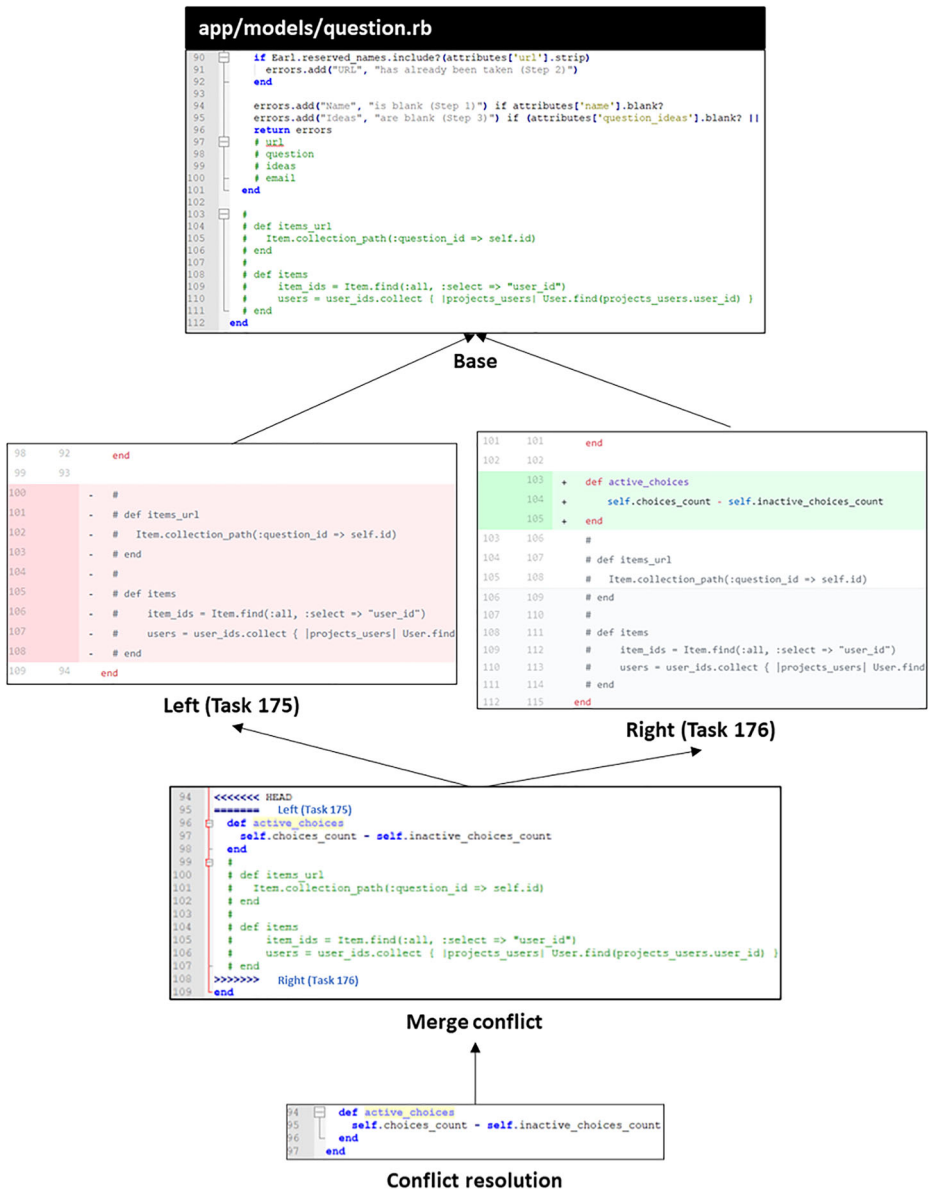 app/models/question.rb
90 if Earl.reserved_names.include?(attributes['url'].strip)
91 errors.add("URL", "has already been taken (Step 2)")
92 end
93
94 errors.add("Name", "is blank (Step 1)") if attributes['name'].blank?
95 errors.add("Ideas", "are blank (Step 3)") if (attributes['question_ideas'].blank? ||
96 return errors
97 # url
98 # question
99 # ideas
100 # email
101 end
102
103 #
104 # def items_url
105 # Item.collection_path(:question_id => self.id)
106 # end
107 #
108 # def items
109 # item_ids = Item.find(:all, :select => "user_id")
110 # users = user_ids.collect { |projects_users| User.find(projects_users.user_id) }
111 # end
112 end
Base
98 92 end
99 93
100 - #
101 - # def items_url
102 - # Item.collection_path(:question_id => self.id)
103 - # end
104 - #
105 - # def items
106 - # item_ids = Item.find(:all, :select => "user_id")
107 - # users = user_ids.collect { |projects_users| User.find
108 - # end
109 94 end
Left (Task 175)
101 101 end
102 102
103 + def active_choices
104 + self.choices_count - self.inactive_choices_count
105 + end
103 106 #
104 107 # def items_url
105 108 # Item.collection_path(:question_id => self.id)
106 109 # end
107 110 #
108 111 # def items
109 112 # item_ids = Item.find(:all, :select => "user_id")
110 113 # users = user_ids.collect { |projects_users| User.find
111 114 # end
112 115 end
Right (Task 176)
94 <<<<<<< HEAD
95 ======= Left (Task 175)
96 def active_choices
97 self.choices_count - self.inactive_choices_count
98 end
99 #
100 # def items_url
101 # Item.collection_path(:question_id => self.id)
102 # end
103 #
104 # def items
105 # item_ids = Item.find(:all, :select => "user_id")
106 # users = user_ids.collect { |projects_users| User.find(projects_users.user_id) }
107 # end
108 >>>>>>> Right (Task 176)
109 end
Merge conflict
94 def active_choices
95 self.choices_count - self.inactive_choices_count
96 end
97 end
Conflict resolution